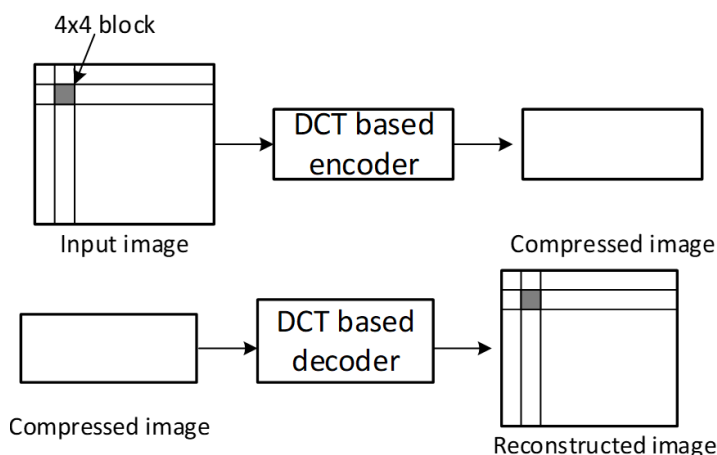 4x4 block
DCT based
encoder
Input image
Compressed image
DCT based
decoder
Compressed image
Reconstructed image